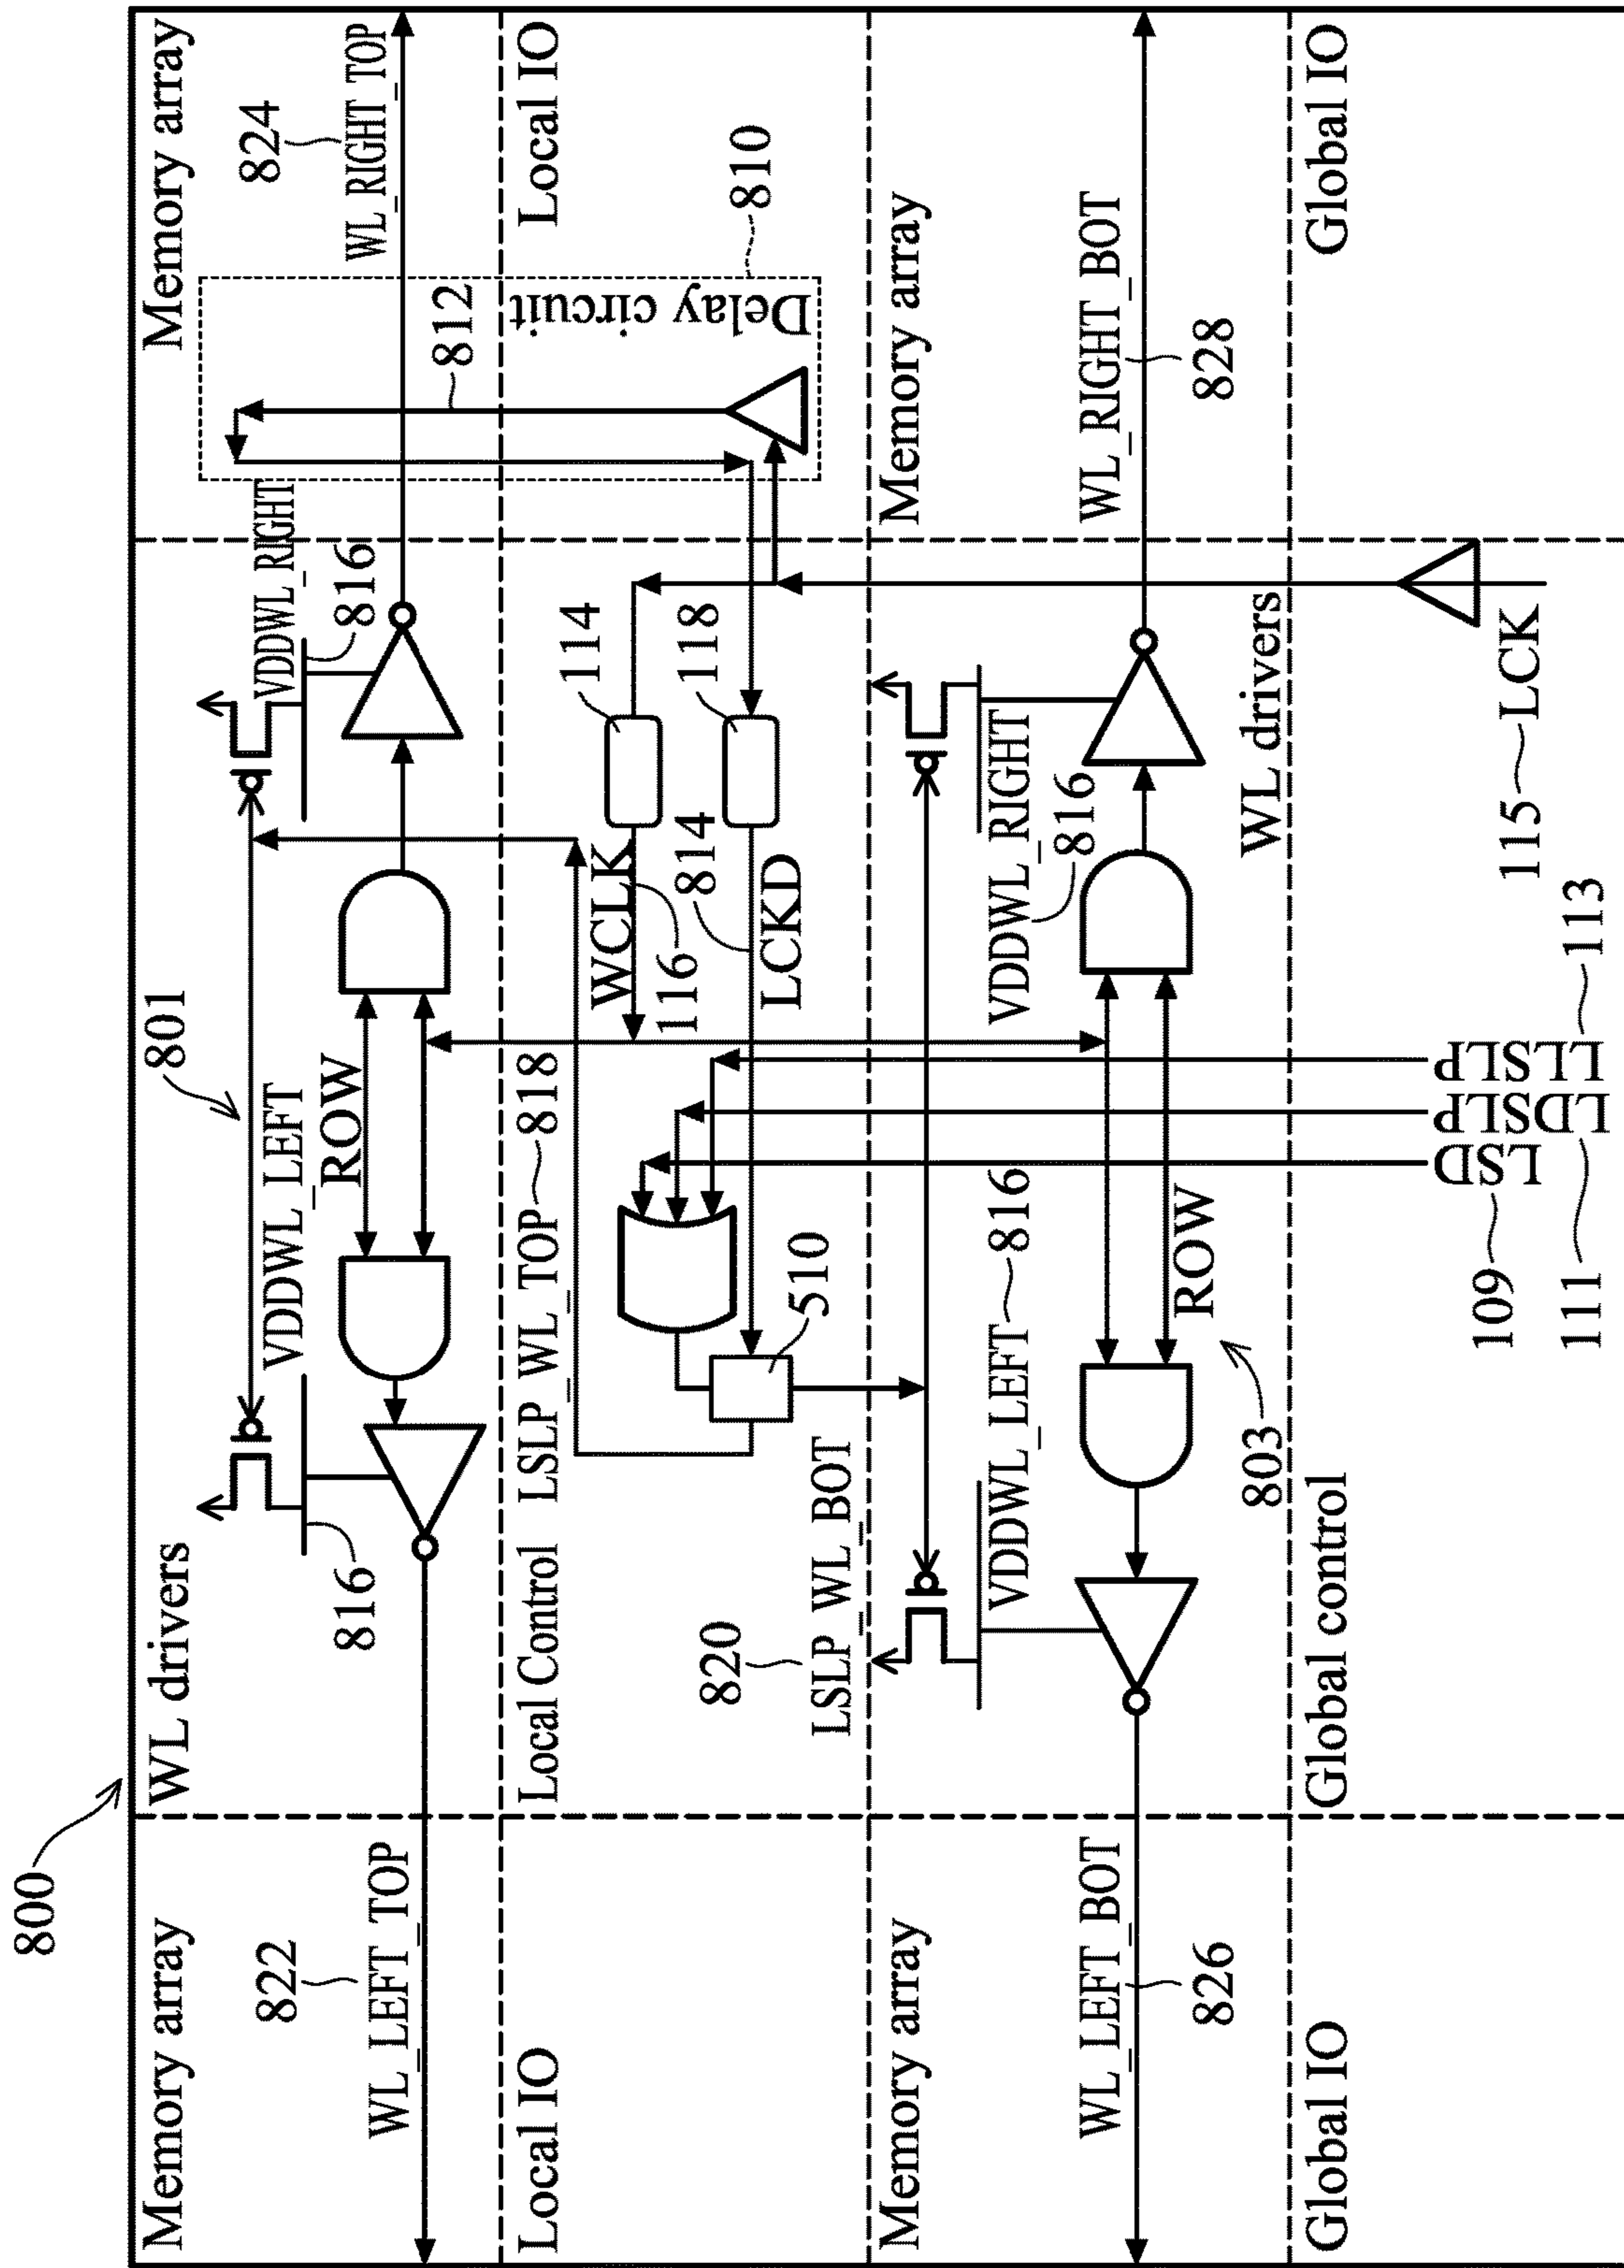 800
Memory array
WL drivers
Memory array
801
822
WL_LEFT_TOP
816
VDDWL_LEFT
ROW
VDDWL_RIGHT
816
824
WL_RIGHT_TOP
Local IO
Local Control
LSLP_WL_TOP
818
WCLK
116
114
814
LCKD
118
812
Delay circuit
810
Local IO
510
820
LSLP_WL_BOT
Memory array
Memory array
VDDWL_LEFT
816
VDDWL_RIGHT
816
WL_LEFT_BOT
826
803
ROW
WL drivers
WL_RIGHT_BOT
828
Global IO
Global control
Global IO
109
LSD
111
LDSLP
LLSLP
113
115
LCK